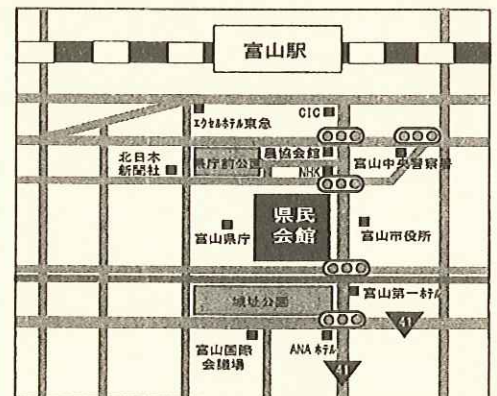 富山駅
エクセルホテル東急
CIC
北日本
新聞社
県庁前公園
農協会館
NHK
富山中央警察署
富山県庁
県民
会館
富山市役所
城址公園
富山第一ホテル
41
富山国際
会議場
ANAホテル
41